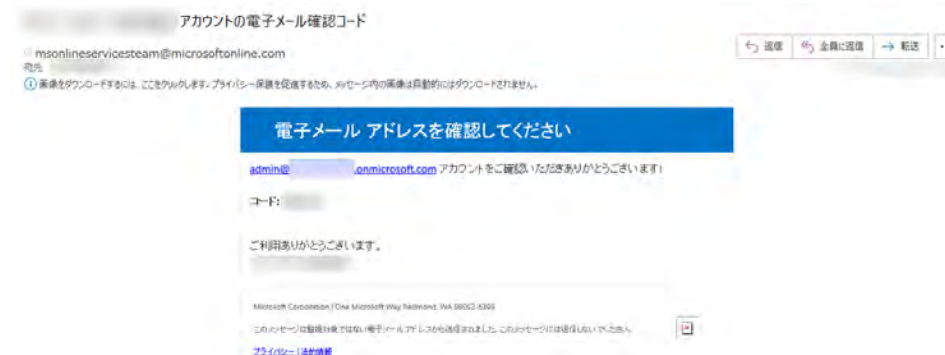 アカウントの電子メール確認コード
msonlineservicesteam@microsoftonline.com
宛先
返信 全員に返信 転送
画像をダウンロードするには、ここをクリックします。プライバシー保護を促進するため、メッセージ内の画像は自動的にはダウンロードされません。
電子メール アドレスを確認してください
admin@ .onmicrosoft.com アカウントをご確認いただきありがとうございます!
コード:
ご利用ありがとうございます。
Microsoft Corporation | One Microsoft Way Redmond, WA 98052-6399
このメッセージは監視対象ではない電子メール アドレスから送信されました。このメッセージには返信しないでください。
プライバシー | 法的情報